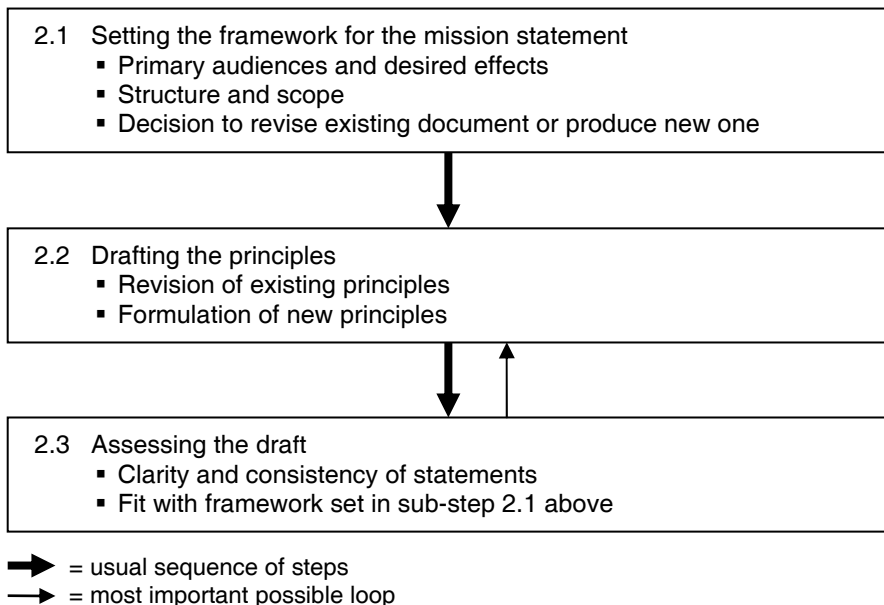 2.1 Setting the framework for the mission statement
▪ Primary audiences and desired effects
▪ Structure and scope
▪ Decision to revise existing document or produce new one
2.2 Drafting the principles
▪ Revision of existing principles
▪ Formulation of new principles
2.3 Assessing the draft
▪ Clarity and consistency of statements
▪ Fit with framework set in sub-step 2.1 above
= usual sequence of steps
= most important possible loop